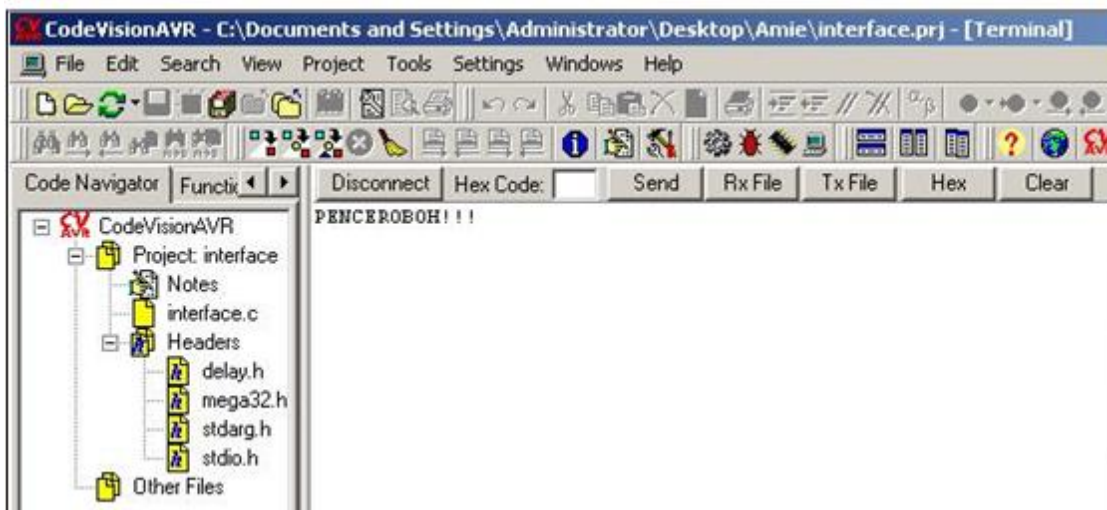 CodeVisionAVR - C:\Documents and Settings\Administrator\Desktop\Amie\interface.prj - [Terminal]
File Edit Search View Project Tools Settings Windows Help
Code Navigator Functic Disconnect Hex Code: Send Rx File Tx File Hex Clear
PENCEROBOH!!!
CodeVisionAVR
Project: interface
Notes
interface.c
Headers
delay.h
mega32.h
stdarg.h
stdio.h
Other Files